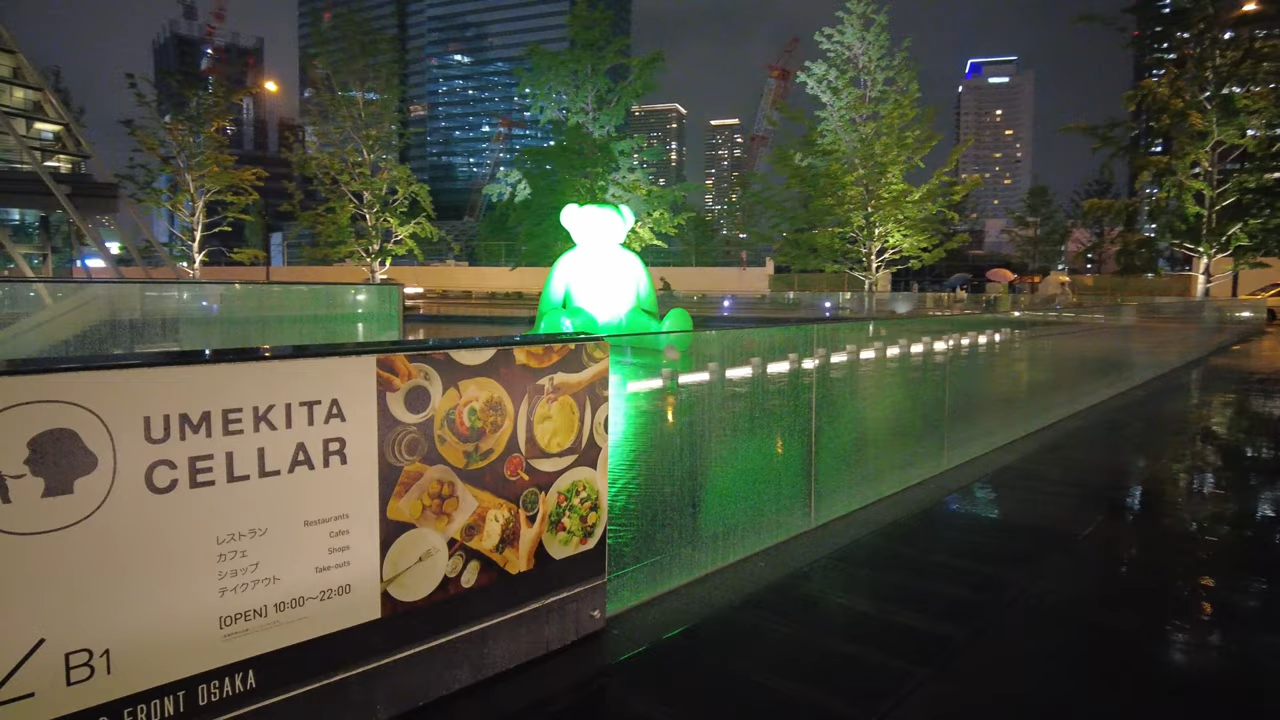 UMEKITA
CELLAR
レストラン Restaurants
カフェ Cafes
ショップ Shops
テイクアウト Take-outs
[OPEN] 10:00〜22:00
B1
FRONT OSAKA